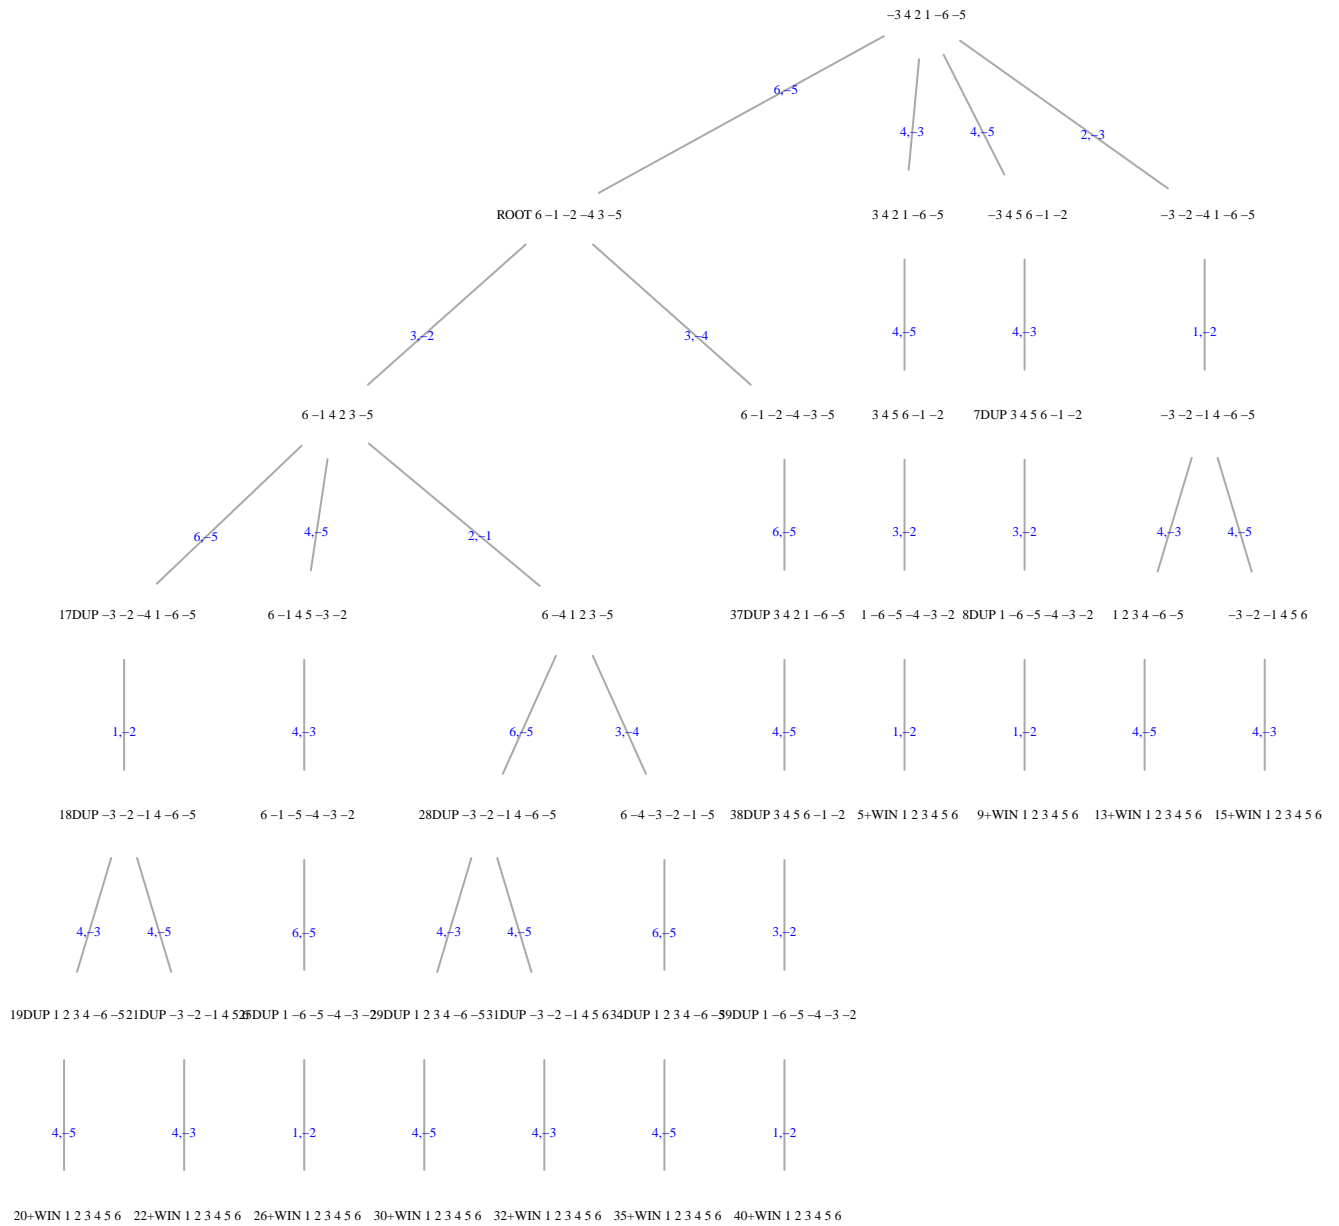 −3 4 2 1 −6 −5
6,−5
4,−3
4,−5
2,−3
ROOT 6 −1 −2 −4 3 −5
3 4 2 1 −6 −5
−3 4 5 6 −1 −2
−3 −2 −4 1 −6 −5
3,−2
3,−4
4,−5
4,−3
1,−2
6 −1 4 2 3 −5
6 −1 −2 −4 −3 −5
3 4 5 6 −1 −2
7DUP 3 4 5 6 −1 −2
−3 −2 −1 4 −6 −5
6,−5
4,−5
2,−1
6,−5
3,−2
3,−2
4,−3
4,−5
17DUP −3 −2 −4 1 −6 −5
6 −1 4 5 −3 −2
6 −4 1 2 3 −5
37DUP 3 4 2 1 −6 −5
1 −6 −5 −4 −3 −2
8DUP 1 −6 −5 −4 −3 −2
1 2 3 4 −6 −5
−3 −2 −1 4 5 6
1,−2
4,−3
6,−5
3,−4
4,−5
1,−2
1,−2
4,−5
4,−3
18DUP −3 −2 −1 4 −6 −5
6 −1 −5 −4 −3 −2
28DUP −3 −2 −1 4 −6 −5
6 −4 −3 −2 −1 −5
38DUP 3 4 5 6 −1 −2
5+WIN 1 2 3 4 5 6
9+WIN 1 2 3 4 5 6
13+WIN 1 2 3 4 5 6
15+WIN 1 2 3 4 5 6
4,−3
4,−5
6,−5
4,−3
4,−5
6,−5
3,−2
19DUP 1 2 3 4 −6 −5
21DUP −3 −2 −1 4 5 6
25DUP 1 −6 −5 −4 −3 −2
29DUP 1 2 3 4 −6 −5
31DUP −3 −2 −1 4 5 6
34DUP 1 2 3 4 −6 −5
39DUP 1 −6 −5 −4 −3 −2
4,−5
4,−3
1,−2
4,−5
4,−3
4,−5
1,−2
20+WIN 1 2 3 4 5 6
22+WIN 1 2 3 4 5 6
26+WIN 1 2 3 4 5 6
30+WIN 1 2 3 4 5 6
32+WIN 1 2 3 4 5 6
35+WIN 1 2 3 4 5 6
40+WIN 1 2 3 4 5 6